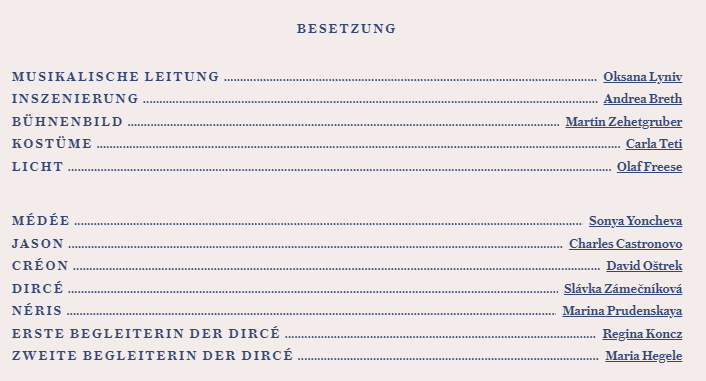 BESETZUNG
MUSIKALISCHE LEITUNG Oksana Lyniv
INSZENIERUNG Andrea Breth
BÜHNENBILD Martin Zehetgruber
KOSTÜME Carla Teti
LICHT Olaf Freese
MÉDÉE Sonya Yoncheva
JASON Charles Castronovo
CRÉON David Oštrek
DIRCÉ Slávka Zámečníková
NÉRIS Marina Prudenskaya
ERSTE BEGLEITERIN DER DIRCÉ Regina Koncz
ZWEITE BEGLEITERIN DER DIRCÉ Maria Hegele